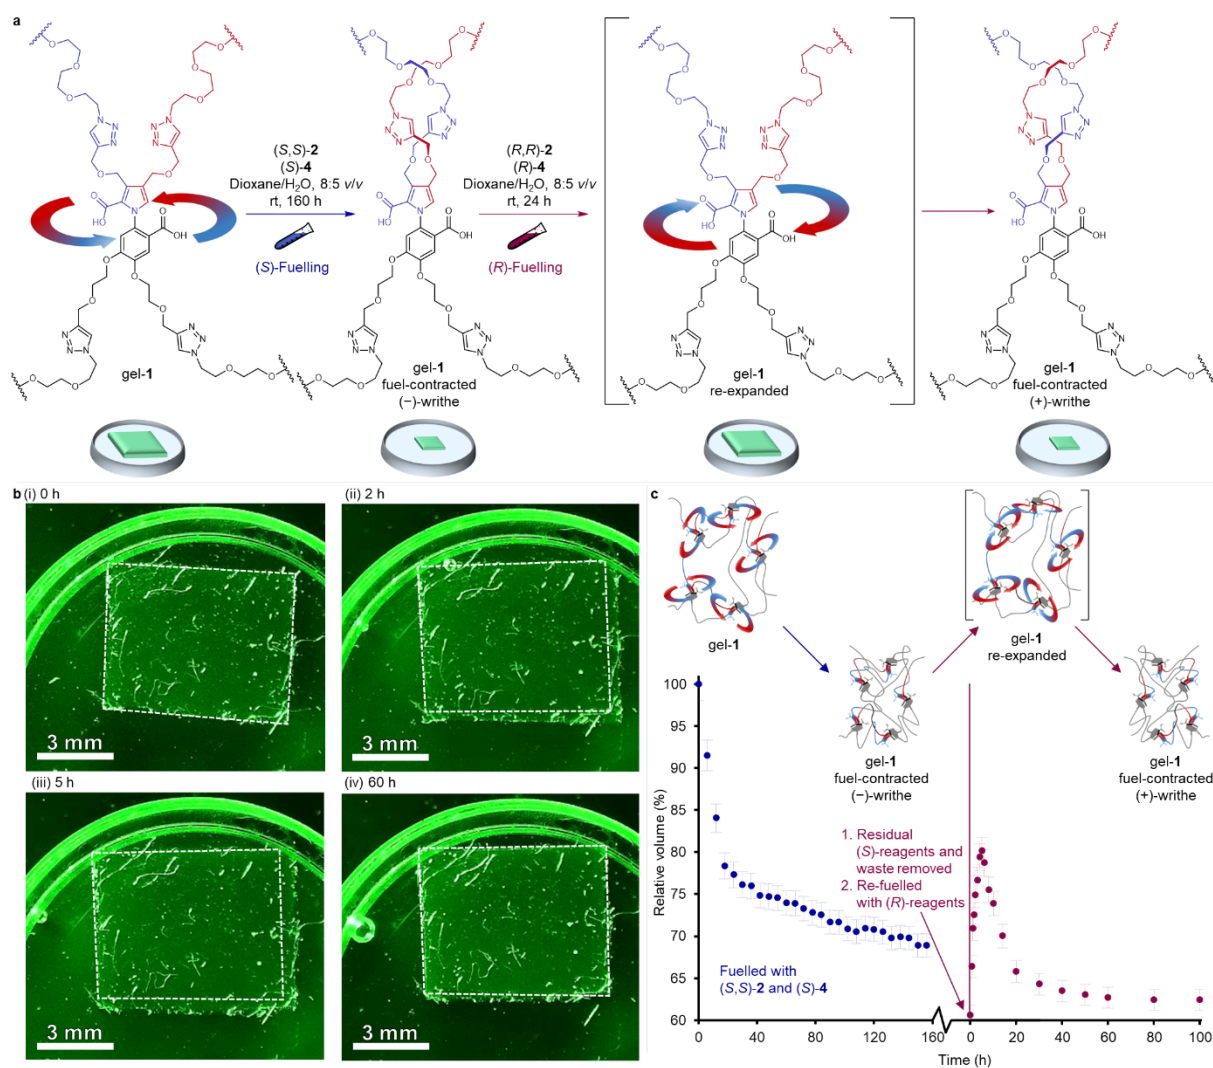 a
(S,S)-2
(S)-4
Dioxane/H₂O, 8:5 v/v
rt, 160 h
(S)-Fuelling
(R,R)-2
(R)-4
Dioxane/H₂O, 8:5 v/v
rt, 24 h
(R)-Fuelling
gel-1
gel-1
fuel-contracted
(−)-writhe
gel-1
re-expanded
gel-1
fuel-contracted
(+)-writhe
b (i) 0 h
3 mm
(ii) 2 h
3 mm
(iii) 5 h
3 mm
(iv) 60 h
3 mm
c
gel-1
gel-1
fuel-contracted
(−)-writhe
gel-1
re-expanded
gel-1
fuel-contracted
(+)-writhe
1. Residual
(S)-reagents and
waste removed
2. Re-fuelled
with (R)-reagents
Fuelled with
(S,S)-2 and (S)-4
Relative volume (%)
100
95
90
85
80
75
70
65
60
0 40 80 120 160 0 20 40 60 80 100
Time (h)